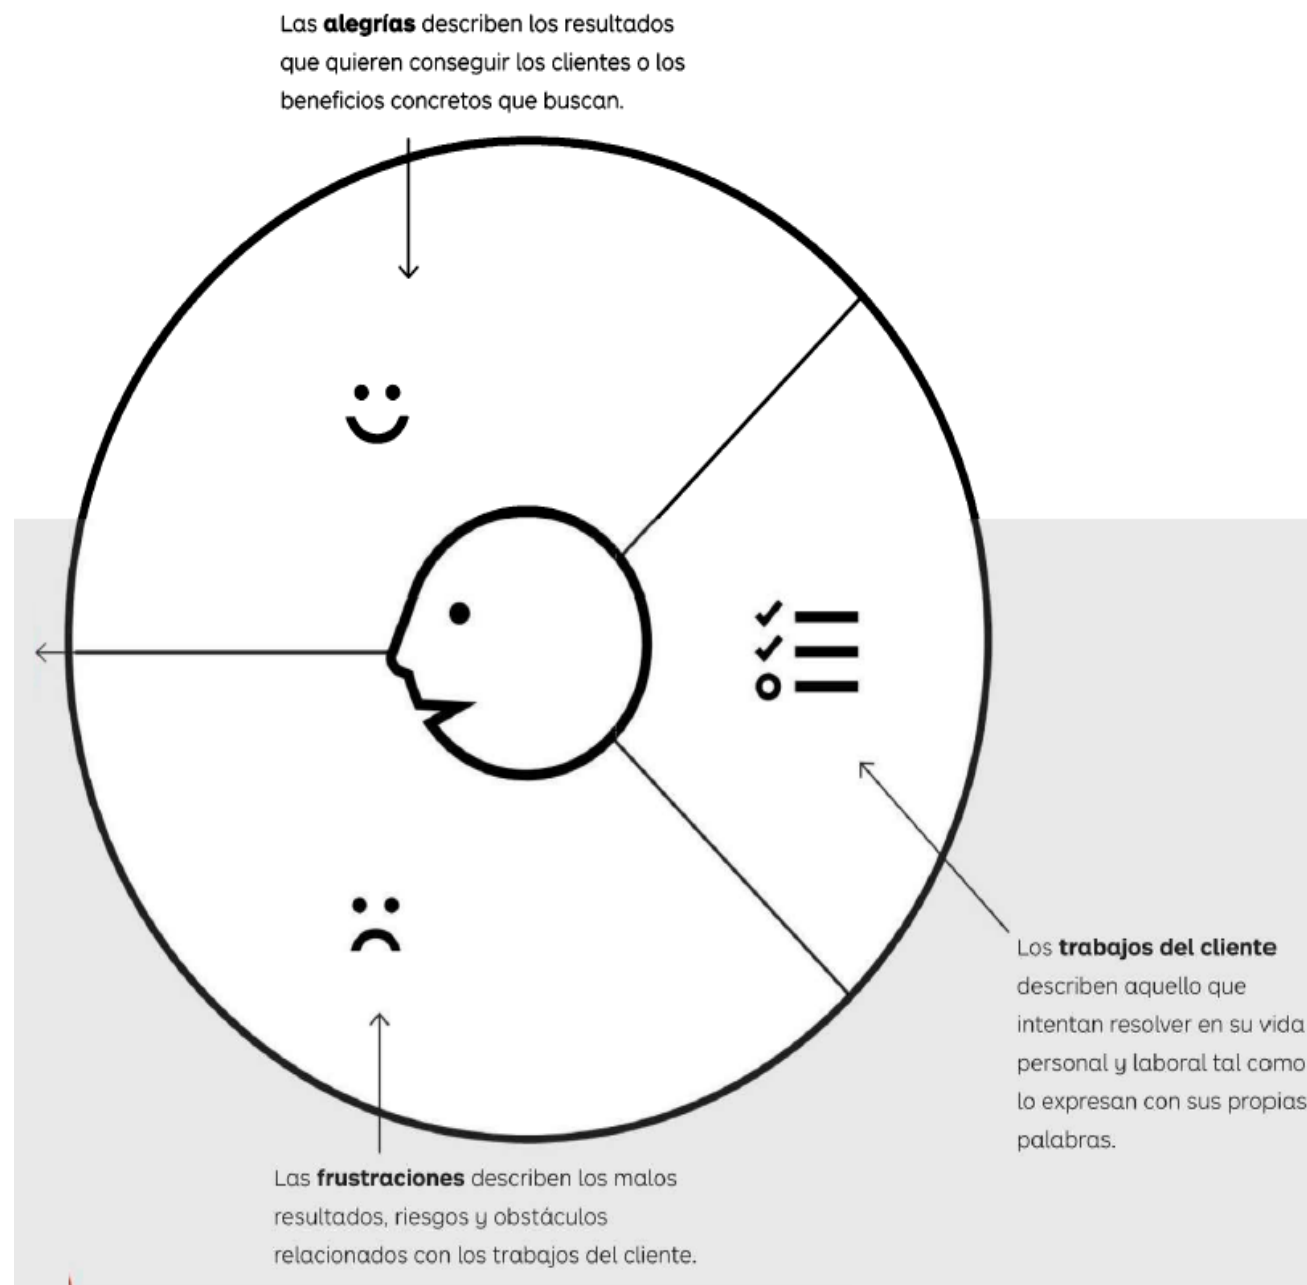 Las alegrías describen los resultados
que quieren conseguir los clientes o los
beneficios concretos que buscan.
Los trabajos del cliente
describen aquello que
intentan resolver en su vida
personal y laboral tal como
lo expresan con sus propias
palabras.
Las frustraciones describen los malos
resultados, riesgos y obstáculos
relacionados con los trabajos del cliente.